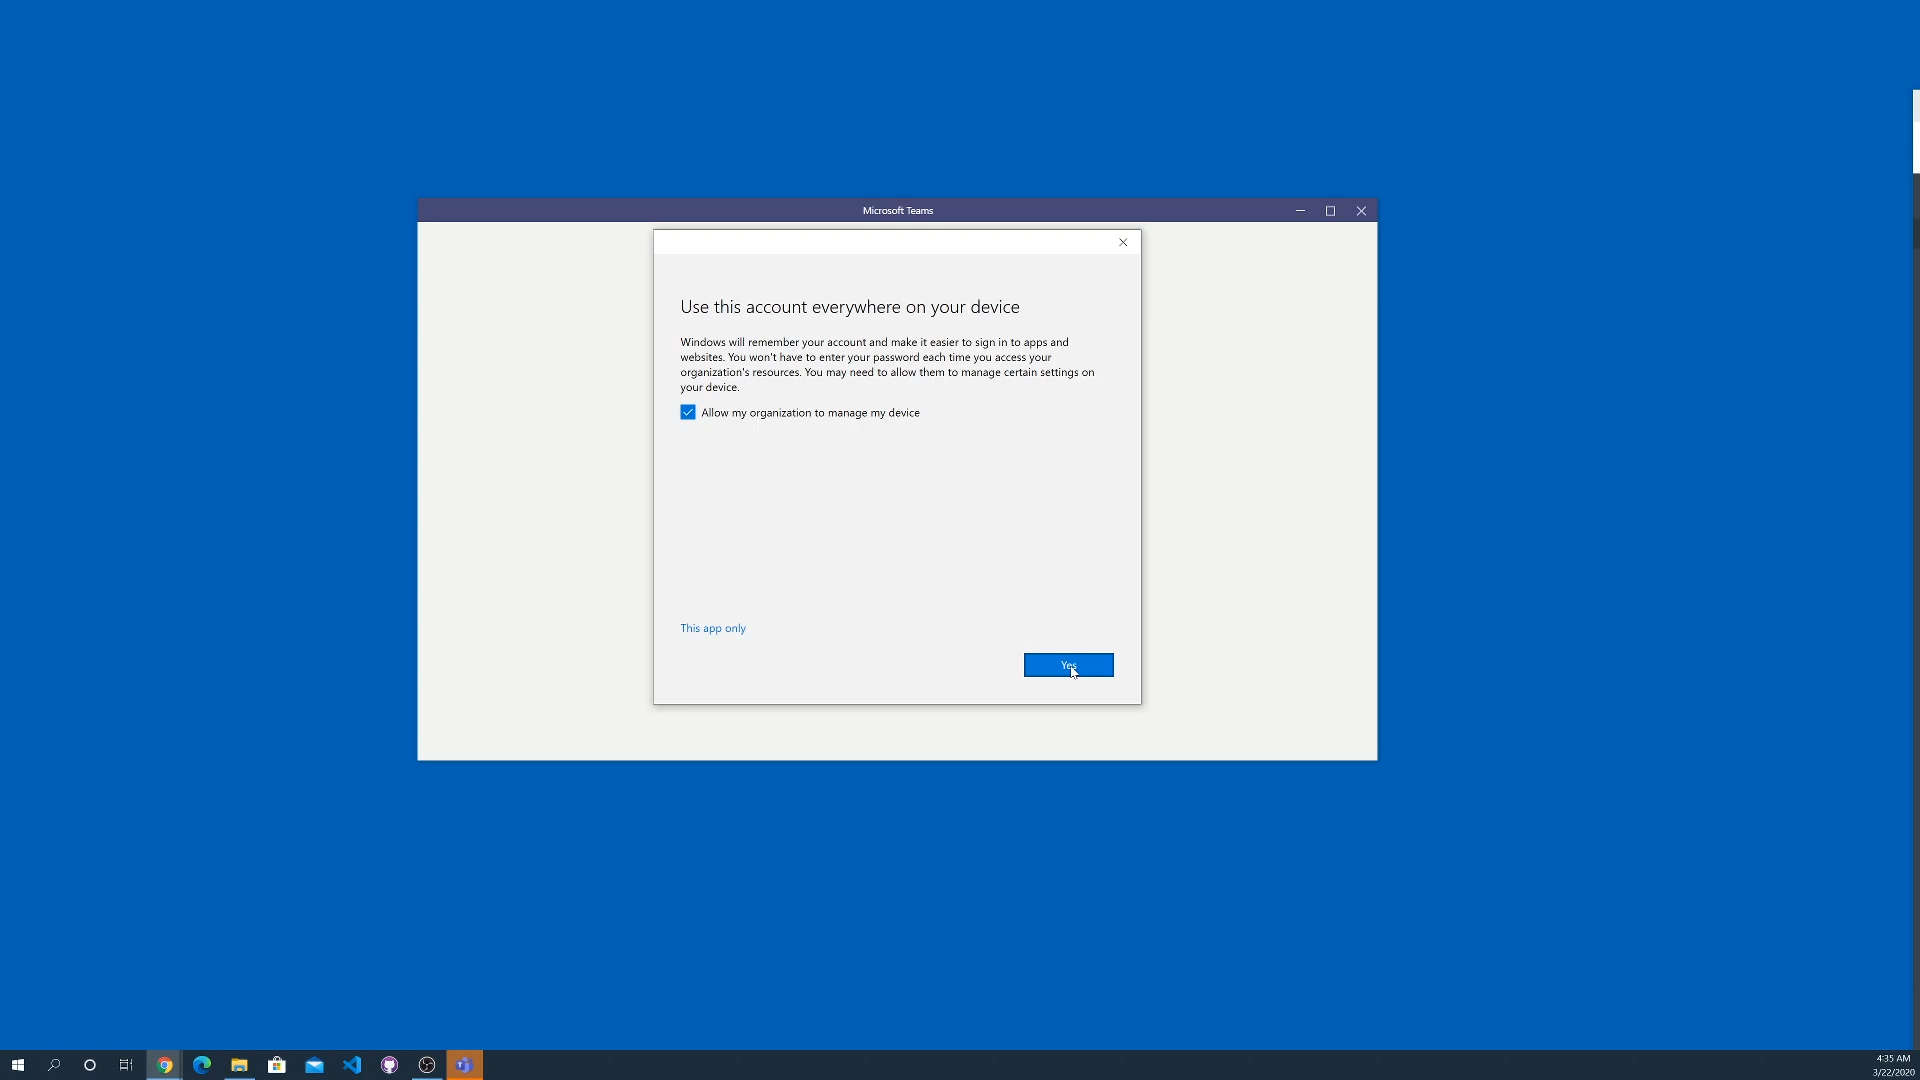 Microsoft Teams
Use this account everywhere on your device
Windows will remember your account and make it easier to sign in to apps and
websites. You won't have to enter your password each time you access your
organization's resources. You may need to allow them to manage certain settings on
your device.
Allow my organization to manage my device
This app only
Yes
4:35 AM
3/22/2020